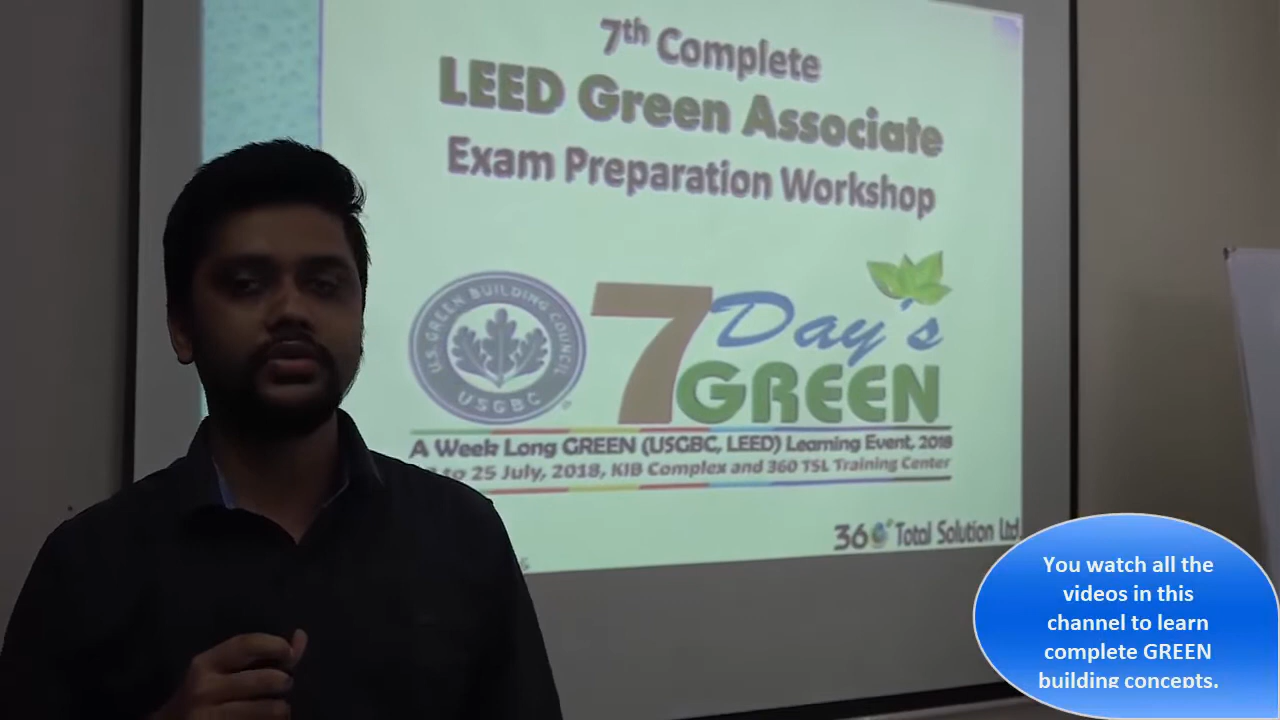 7th Complete
LEED Green Associate
Exam Preparation Workshop
U.S. GREEN BUILDING COUNCIL
USGBC
7 Day's
GREEN
A Week Long GREEN (USGBC, LEED) Learning Event, 2018
to 25 July, 2018, KIB Complex and 360 TSL Training Center
360 Total Solution Ltd
You watch all the
videos in this
channel to learn
complete GREEN
building concepts.